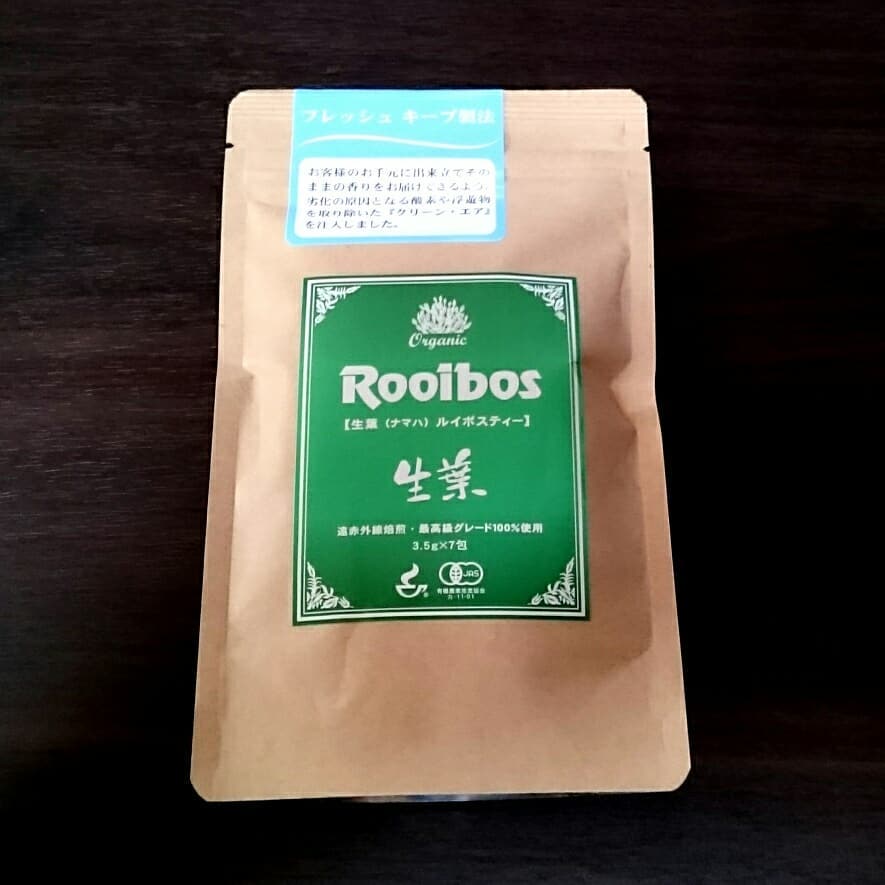 フレッシュ キープ製法
お客様のお手元に出来立てその
ままの香りをお届けできるよう、
劣化の原因となる酸素や浮遊物
を取り除いた『クリーン・エア』
を注入しました。
Organic
Rooibos
【生葉（ナマハ）ルイボスティー】
生葉
遠赤外線焙煎・最高級グレード100%使用
3.5g×7包
JAS